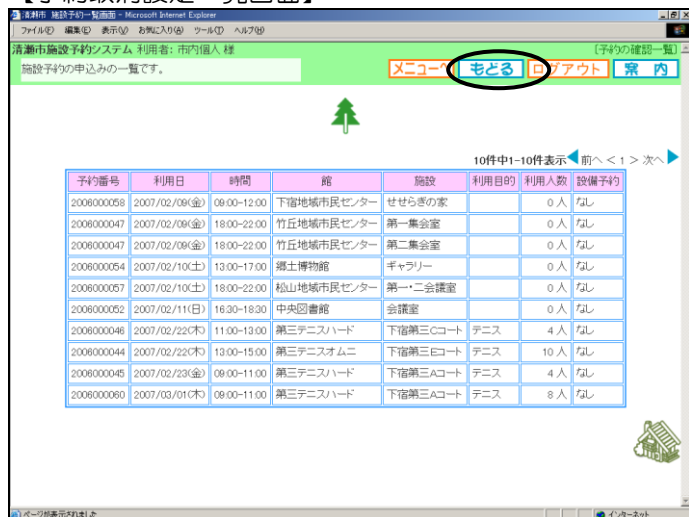 清瀬市 施設予約一覧画面 - Microsoft Internet Explorer
ファイル(F) 編集(E) 表示(V) お気に入り(A) ツール(T) ヘルプ(H)
清瀬市施設予約システム 利用者: 市内個人 様 〔予約の確認一覧〕
施設予約の申込みの一覧です。 メニューへ もどる ログアウト 案 内
10件中1-10件表示 前へ < 1 > 次へ
予約番号 利用日 時間 館 施設 利用目的 利用人数 設備予約
2006000058 2007/02/09(金) 09:00-12:00 下宿地域市民センター せせらぎの家 0 人 なし
2006000047 2007/02/09(金) 18:00-22:00 竹丘地域市民センター 第一集会室 0 人 なし
2006000047 2007/02/09(金) 18:00-22:00 竹丘地域市民センター 第二集会室 0 人 なし
2006000054 2007/02/10(土) 13:00-17:00 郷土博物館 ギャラリー 0 人 なし
2006000057 2007/02/10(土) 18:00-22:00 松山地域市民センター 第一・二会議室 0 人 なし
2006000052 2007/02/11(日) 16:30-18:30 中央図書館 会議室 0 人 なし
2006000046 2007/02/22(木) 11:00-13:00 第三テニスハード 下宿第三Cコート テニス 4 人 なし
2006000044 2007/02/22(木) 13:00-15:00 第三テニスオムニ 下宿第三Eコート テニス 10 人 なし
2006000045 2007/02/23(金) 09:00-11:00 第三テニスハード 下宿第三Aコート テニス 4 人 なし
2006000060 2007/03/01(木) 09:00-11:00 第三テニスハード 下宿第三Aコート テニス 8 人 なし
ページが表示されました インターネット